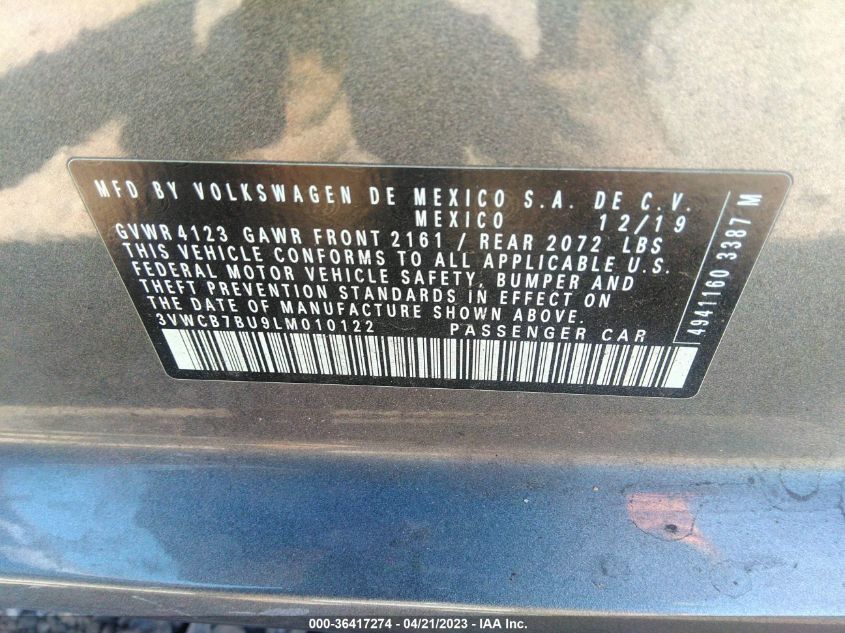 MFD BY VOLKSWAGEN DE MEXICO S.A. DE C.V.
MEXICO 12/19
GVWR4123 GAWR FRONT 2161 / REAR 2072 LBS
THIS VEHICLE CONFORMS TO ALL APPLICABLE U.S.
FEDERAL MOTOR VEHICLE SAFETY, BUMPER AND
THEFT PREVENTION STANDARDS IN EFFECT ON
THE DATE OF MANUFACTURE SHOWN ABOVE.
3VWCB7BU9LM010122 PASSENGER CAR
4941160 3387 M
000-36417274 - 04/21/2023 - IAA, Inc.